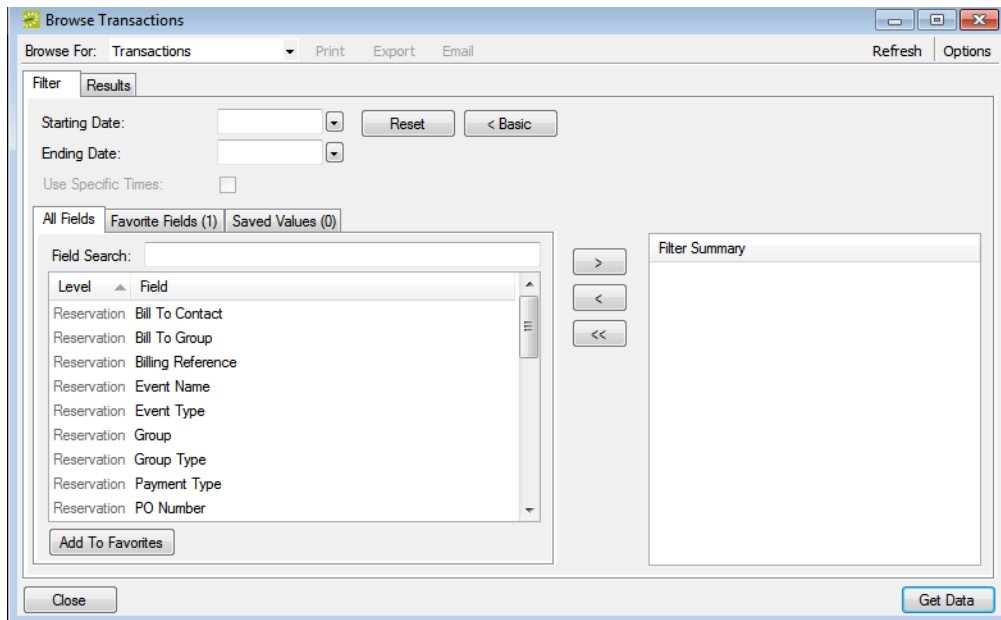 Browse Transactions
Browse For: Transactions Print Export Email Refresh Options
Filter Results
Starting Date: Reset < Basic
Ending Date:
Use Specific Times:
All Fields Favorite Fields (1) Saved Values (0)
Field Search:
Level Field
Reservation Bill To Contact
Reservation Bill To Group
Reservation Billing Reference
Reservation Event Name
Reservation Event Type
Reservation Group
Reservation Group Type
Reservation Payment Type
Reservation PO Number
Add To Favorites
>
<
<<
Filter Summary
Close Get Data